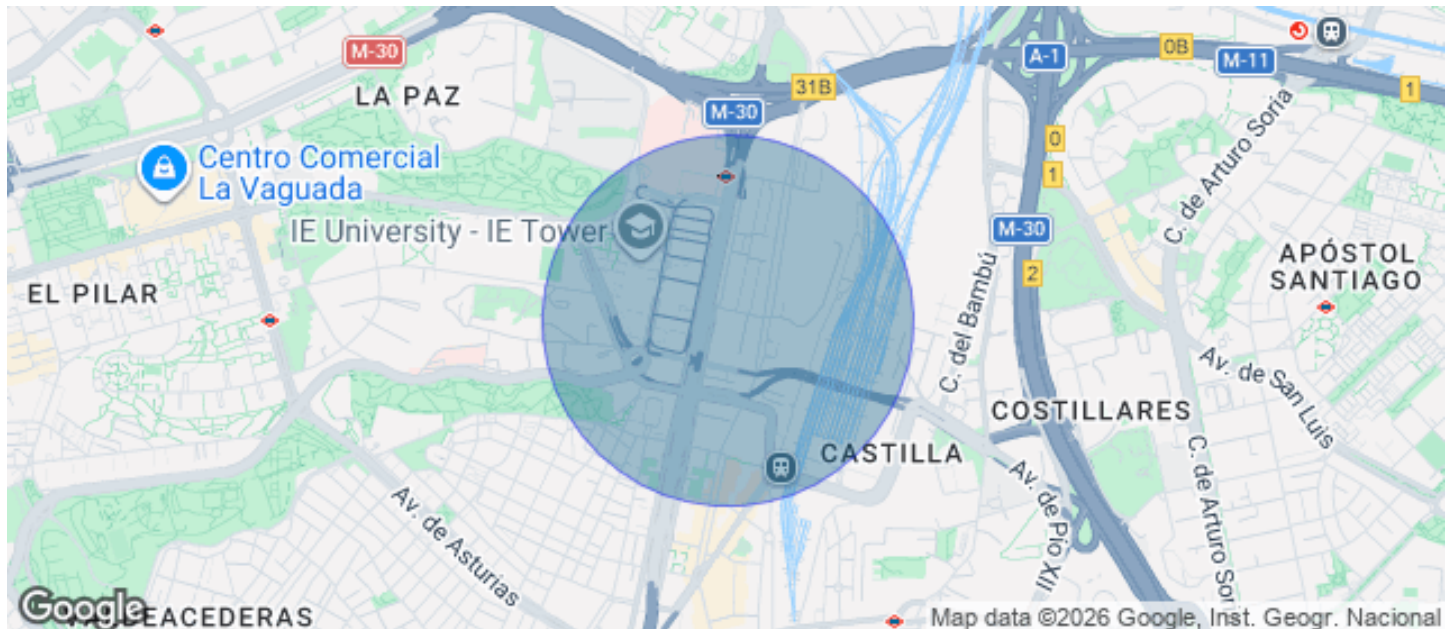 M-30
LA PAZ
Centro Comercial
La Vaguada
IE University - IE Tower
EL PILAR
31B
M-30
A-1
0B
M-11
1
0
1
M-30
2
C. de Arturo Soria
APÓSTOL
SANTIAGO
C. del Bambú
Av. de San Luis
COSTILLARES
CASTILLA
Av. de Pío XII
C. de Arturo Sor
Av. de Asturias
Google
DEACEDERAS
Map data ©2026 Google, Inst. Geogr. Nacional